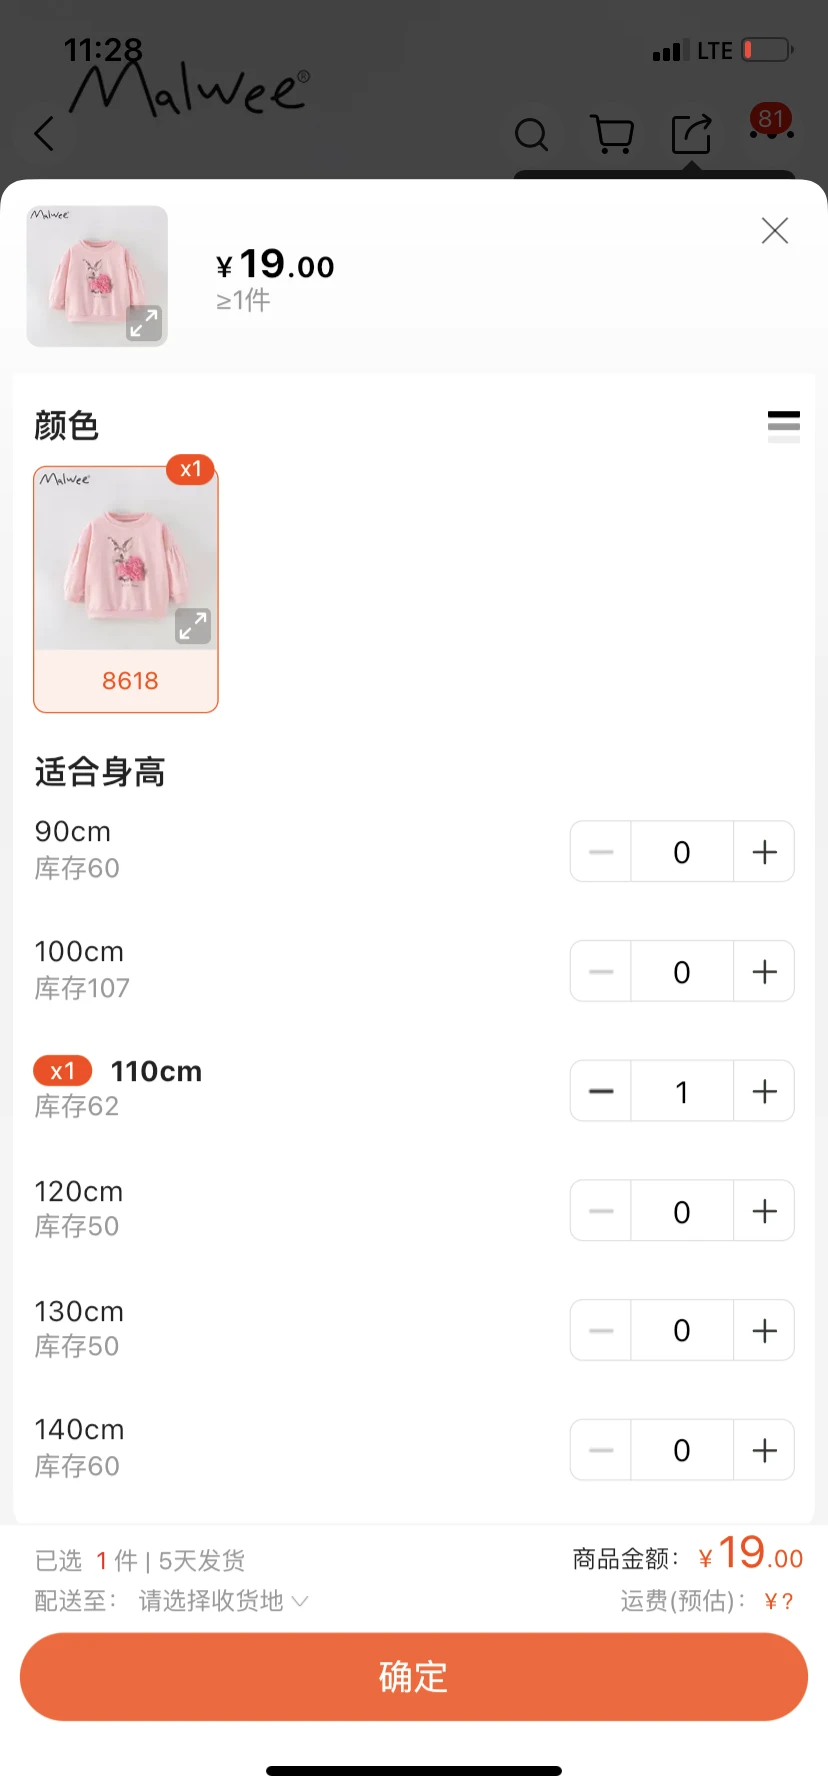 11:28
LTE
Malwee®
81
Malwee
¥19.00
≥1件
颜色
x1
Malwee
8618
适合身高
90cm
0
库存60
100cm
0
库存107
x1 110cm
1
库存62
120cm
0
库存50
130cm
0
库存50
140cm
0
库存60
已选 1 件 | 5天发货
商品金额：¥19.00
配送至： 请选择收货地
运费(预估)：¥?
确定